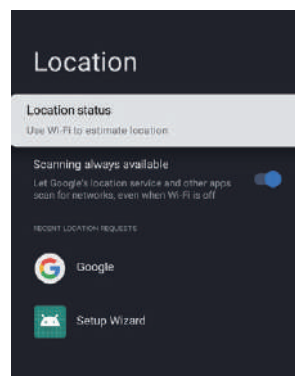 Location
Location status
Use Wi-Fi to estimate location
Scanning always available
Let Google's location service and other apps
scan for networks, even when Wi-Fi is off
RECENT LOCATION REQUESTS
Google
Setup Wizard